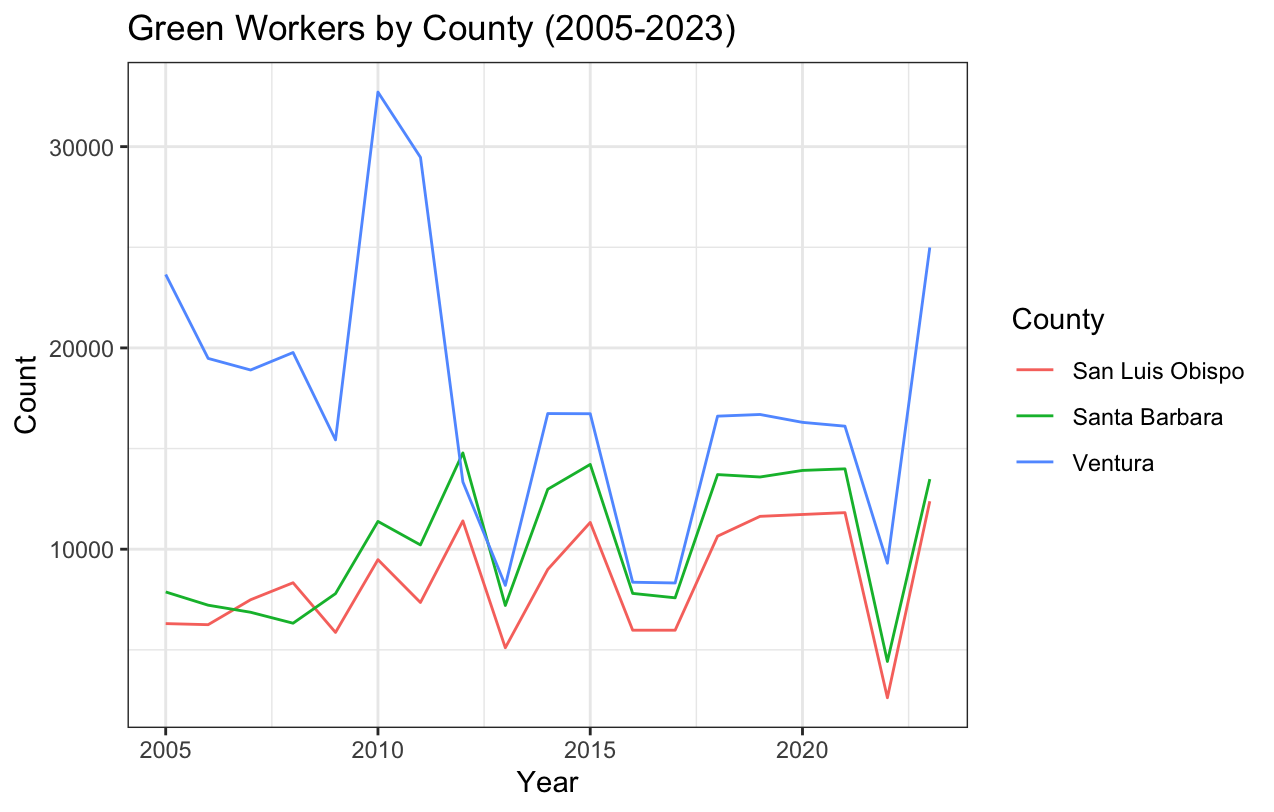 Green Workers by County (2005-2023)
30000
20000
10000
Count
2005 2010 2015 2020
Year
County
San Luis Obispo
Santa Barbara
Ventura